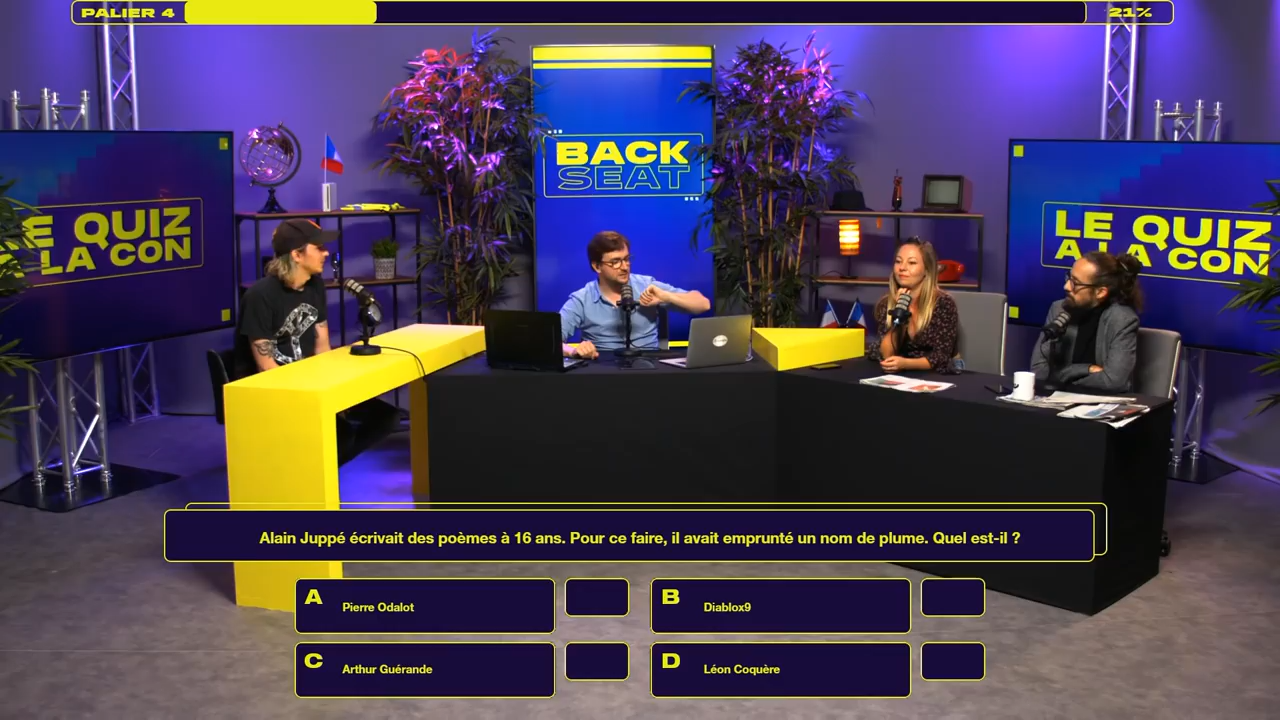 PALIER 4
21%
BACK
SEAT
LE QUIZ
A LA CON
LE QUIZ
A LA CON
Alain Juppé écrivait des poèmes à 16 ans. Pour ce faire, il avait emprunté un nom de plume. Quel est-il ?
A Pierre Odalot
B Diablox9
C Arthur Guérande
D Léon Coquère